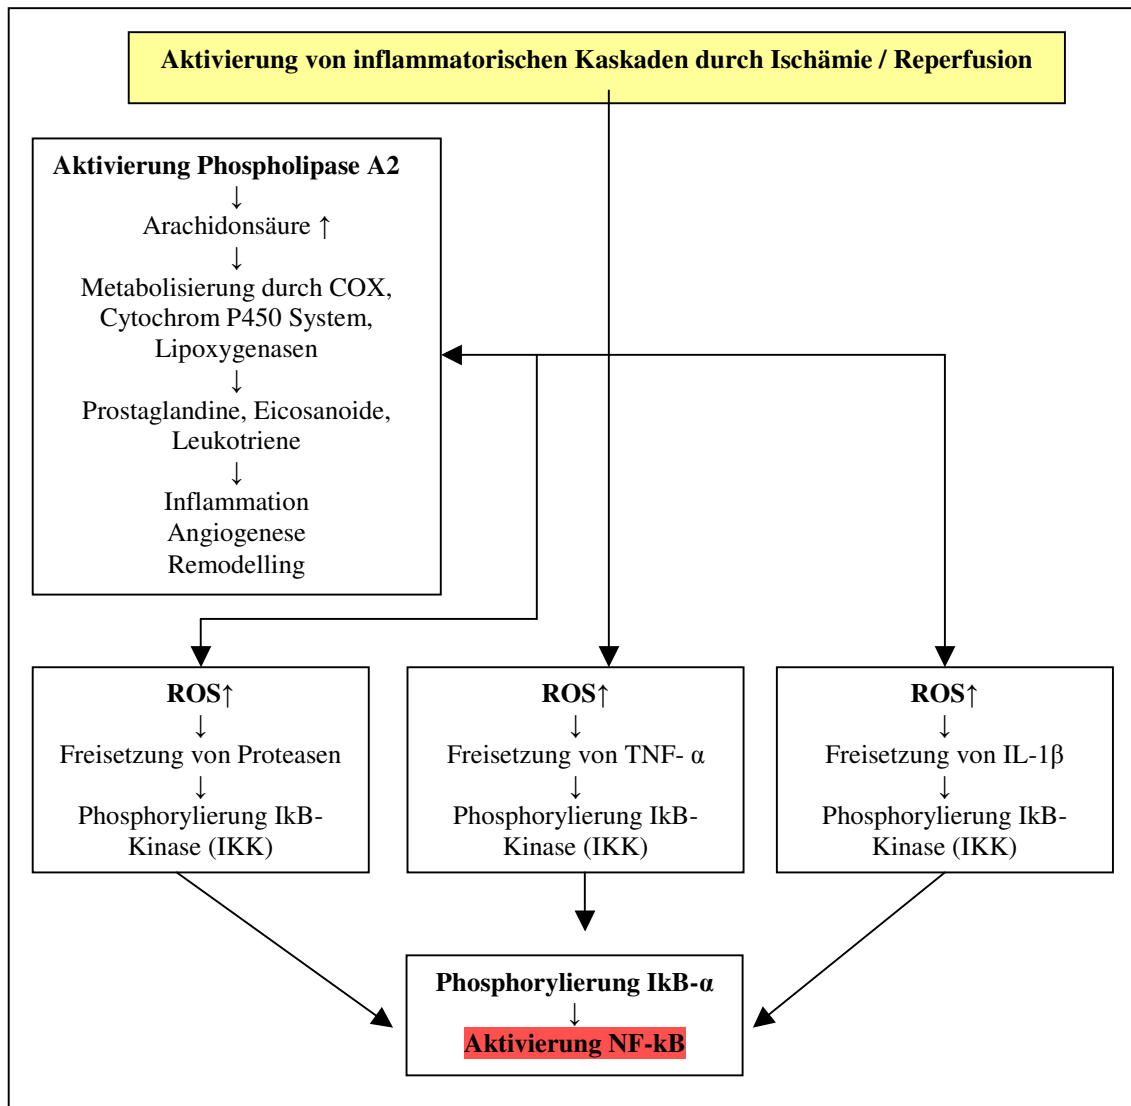 Aktivierung von inflammatorischen Kaskaden durch Ischämie / Reperfusion
Aktivierung Phospholipase A2
↓
Arachidonsäure ↑
↓
Metabolisierung durch COX,
Cytochrom P450 System,
Lipoxygenasen
↓
Prostaglandine, Eicosanoide,
Leukotriene
↓
Inflammation
Angiogenese
Remodelling
ROS↑
↓
Freisetzung von Proteasen
↓
Phosphorylierung IkB-
Kinase (IKK)
ROS↑
↓
Freisetzung von TNF- α
↓
Phosphorylierung IkB-
Kinase (IKK)
ROS↑
↓
Freisetzung von IL-1β
↓
Phosphorylierung IkB-
Kinase (IKK)
Phosphorylierung IkB-α
↓
Aktivierung NF-kB